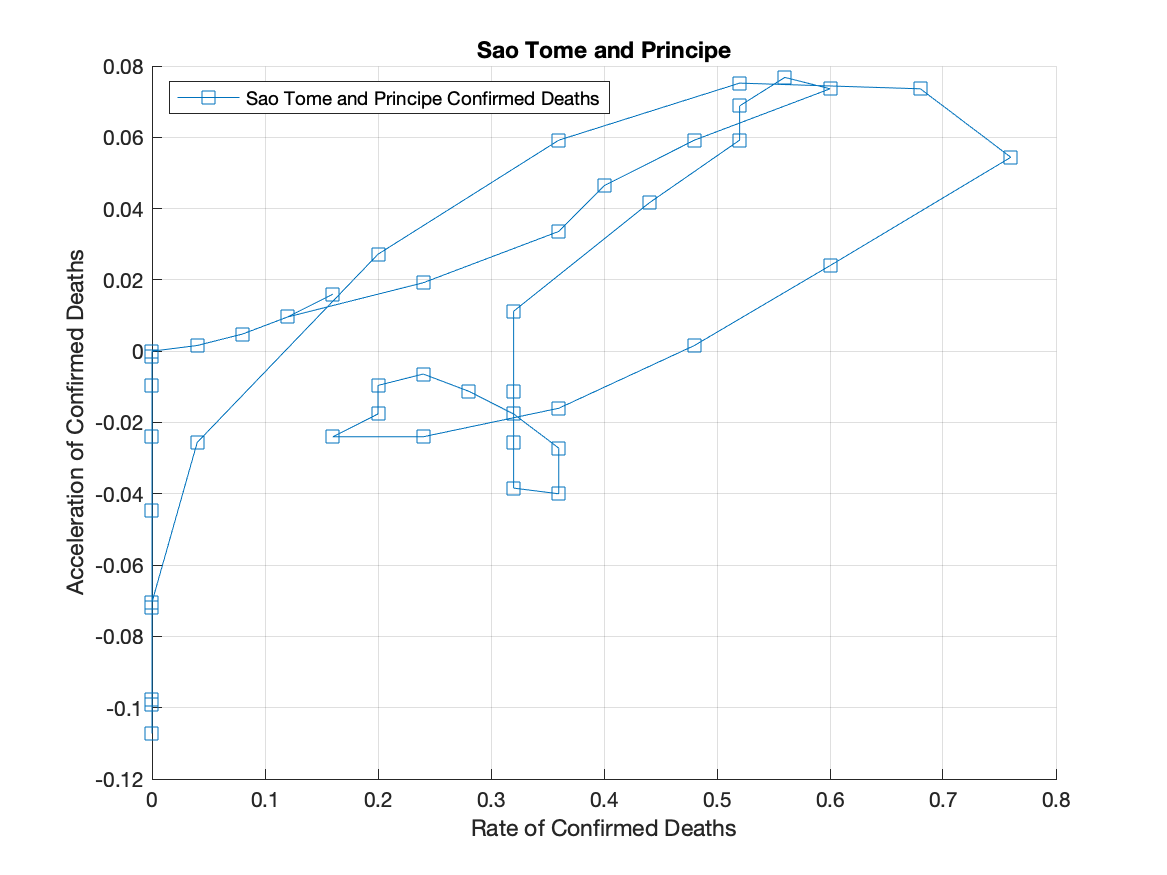 Sao Tome and Principe
Sao Tome and Principe Confirmed Deaths
Acceleration of Confirmed Deaths
0.08
0.06
0.04
0.02
0
-0.02
-0.04
-0.06
-0.08
-0.1
-0.12
0 0.1 0.2 0.3 0.4 0.5 0.6 0.7 0.8
Rate of Confirmed Deaths